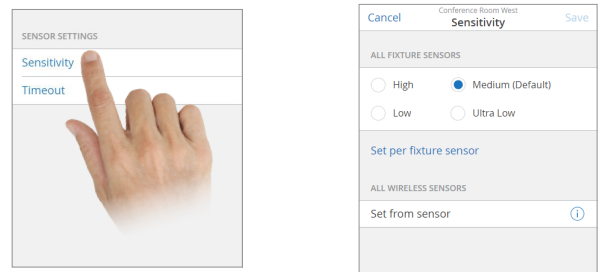 SENSOR SETTINGS
Sensitivity
Timeout
Conference Room West
Cancel Sensitivity Save
ALL FIXTURE SENSORS
High Medium (Default)
Low Ultra Low
Set per fixture sensor
ALL WIRELESS SENSORS
Set from sensor